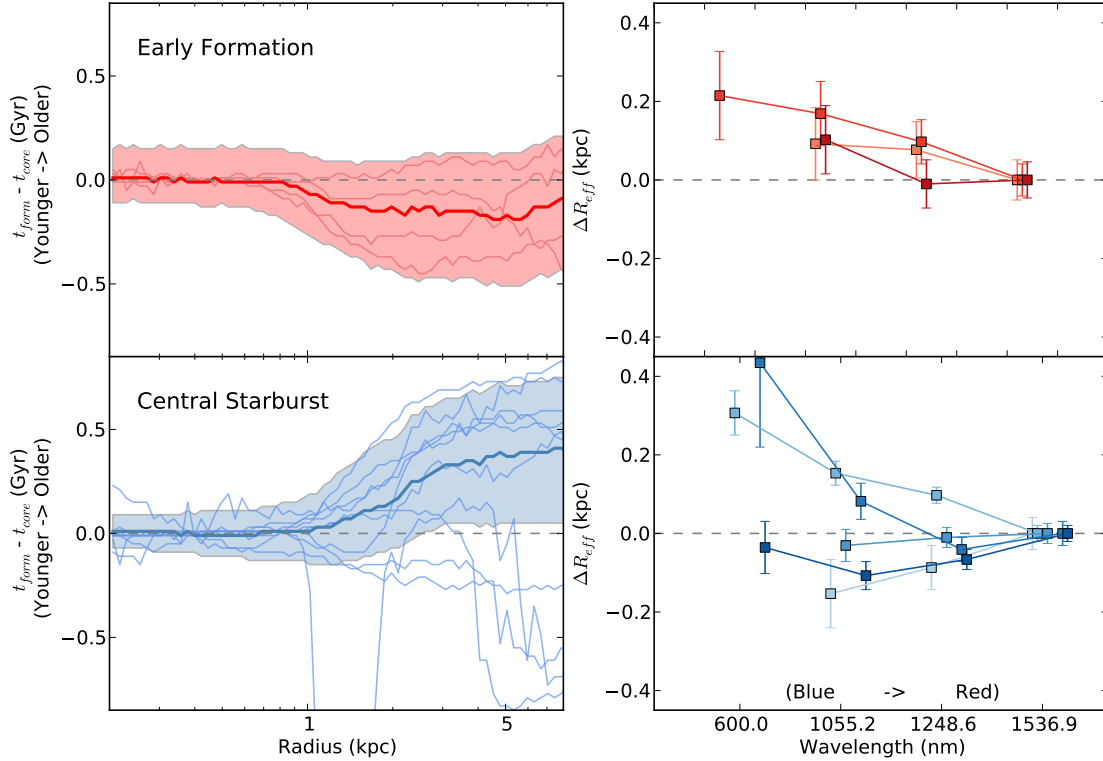 Early Formation
0.5
0.0
−0.5
t_form - t_core (Gyr)
(Younger -> Older)
0.4
0.2
0.0
−0.2
−0.4
ΔR_eff (kpc)
Central Starburst
0.5
0.0
−0.5
t_form - t_core (Gyr)
(Younger -> Older)
1
5
Radius (kpc)
0.4
0.2
0.0
−0.2
−0.4
ΔR_eff (kpc)
(Blue -> Red)
600.0 1055.2 1248.6 1536.9
Wavelength (nm)